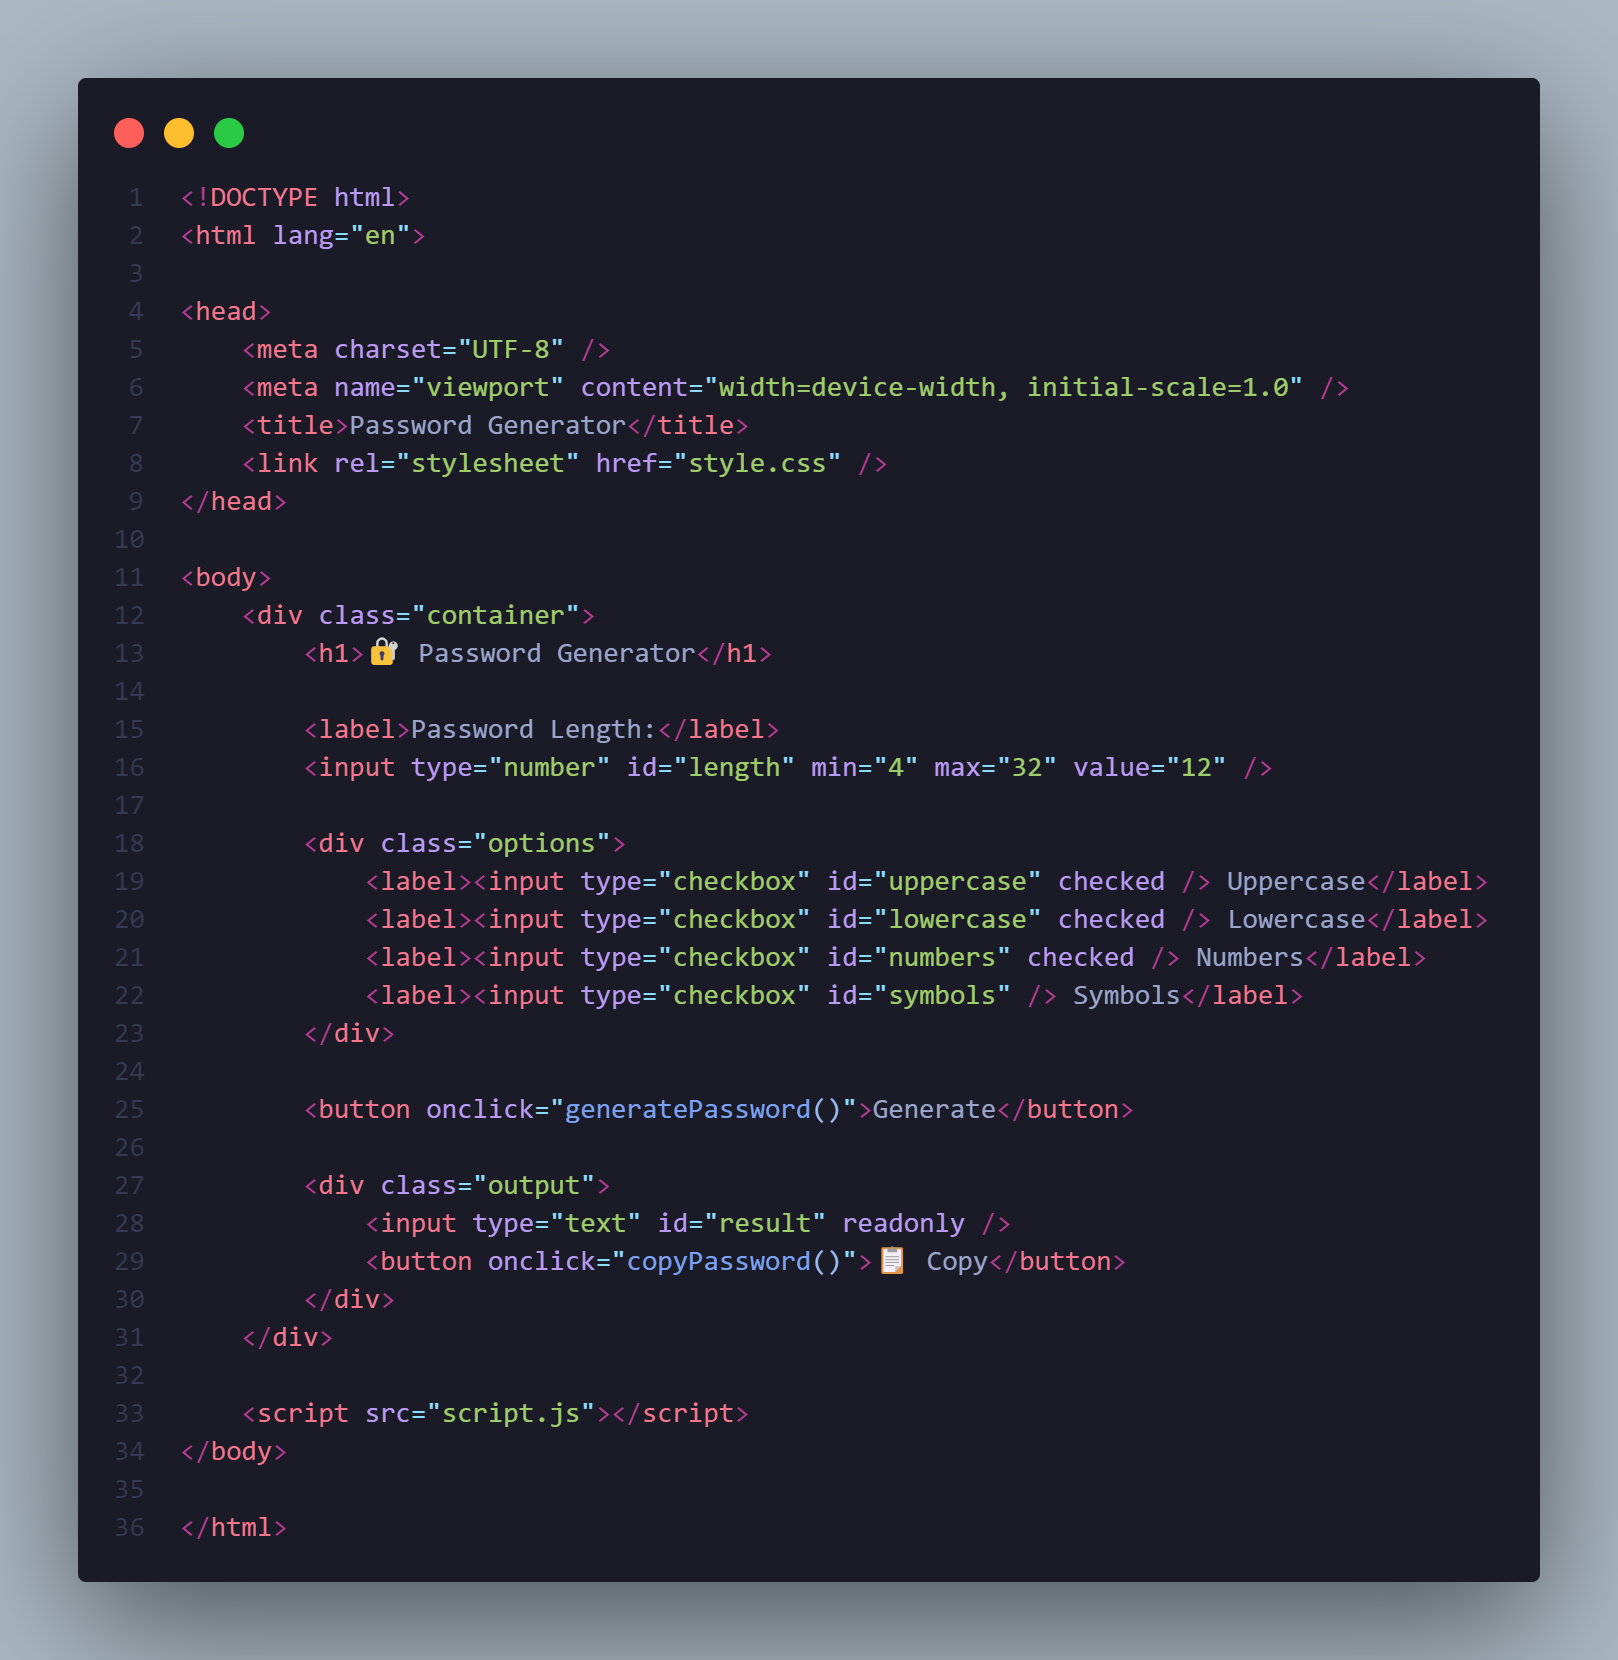 1 <!DOCTYPE html>
2 <html lang="en">
3
4 <head>
5     <meta charset="UTF-8" />
6     <meta name="viewport" content="width=device-width, initial-scale=1.0" />
7     <title>Password Generator</title>
8     <link rel="stylesheet" href="style.css" />
9 </head>
10
11 <body>
12     <div class="container">
13         <h1>🔐 Password Generator</h1>
14
15         <label>Password Length:</label>
16         <input type="number" id="length" min="4" max="32" value="12" />
17
18         <div class="options">
19             <label><input type="checkbox" id="uppercase" checked /> Uppercase</label>
20             <label><input type="checkbox" id="lowercase" checked /> Lowercase</label>
21             <label><input type="checkbox" id="numbers" checked /> Numbers</label>
22             <label><input type="checkbox" id="symbols" /> Symbols</label>
23         </div>
24
25         <button onclick="generatePassword()">Generate</button>
26
27         <div class="output">
28             <input type="text" id="result" readonly />
29             <button onclick="copyPassword()">📋 Copy</button>
30         </div>
31     </div>
32
33     <script src="script.js"></script>
34 </body>
35
36 </html>